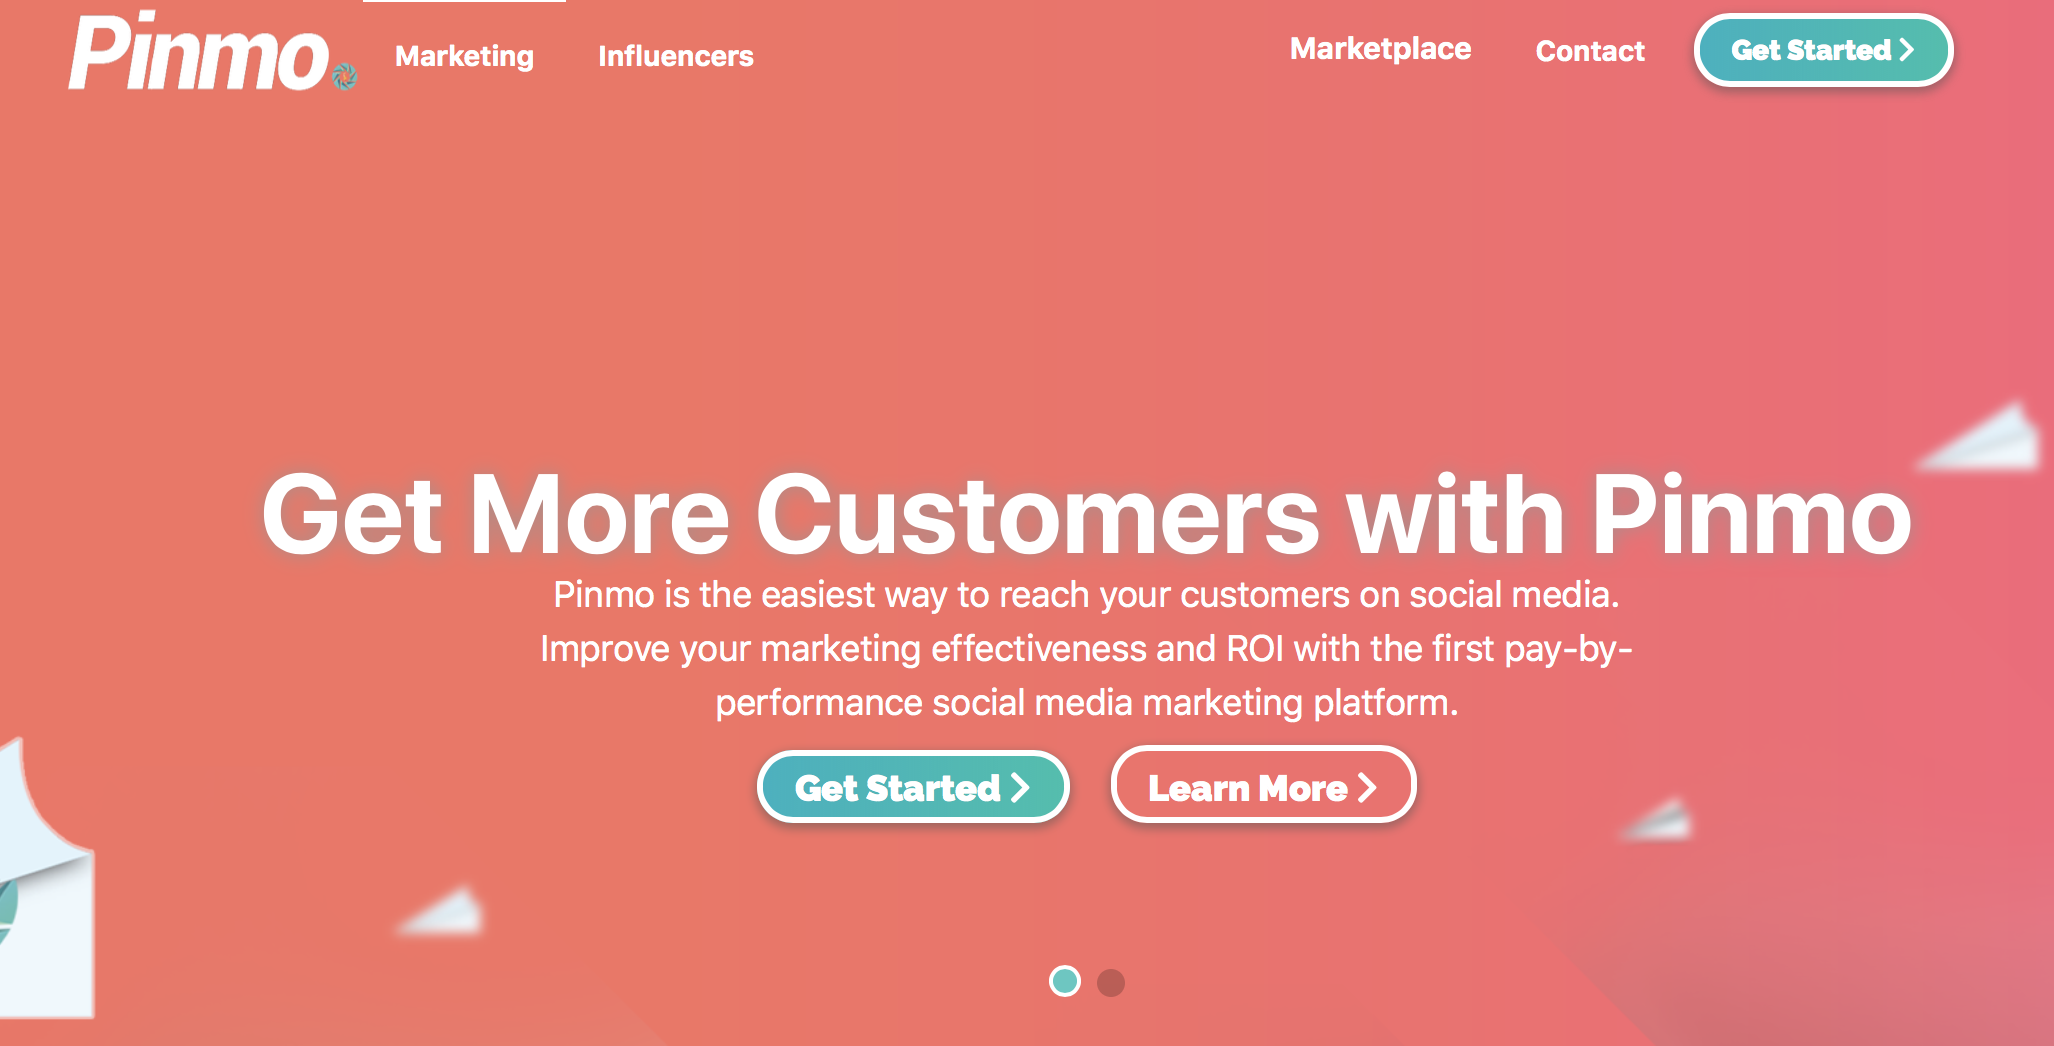 Pinmo
Marketing
Influencers
Marketplace
Contact
Get Started
Get More Customers with Pinmo
Pinmo is the easiest way to reach your customers on social media.
Improve your marketing effectiveness and ROI with the first pay-by-
performance social media marketing platform.
Get Started
Learn More